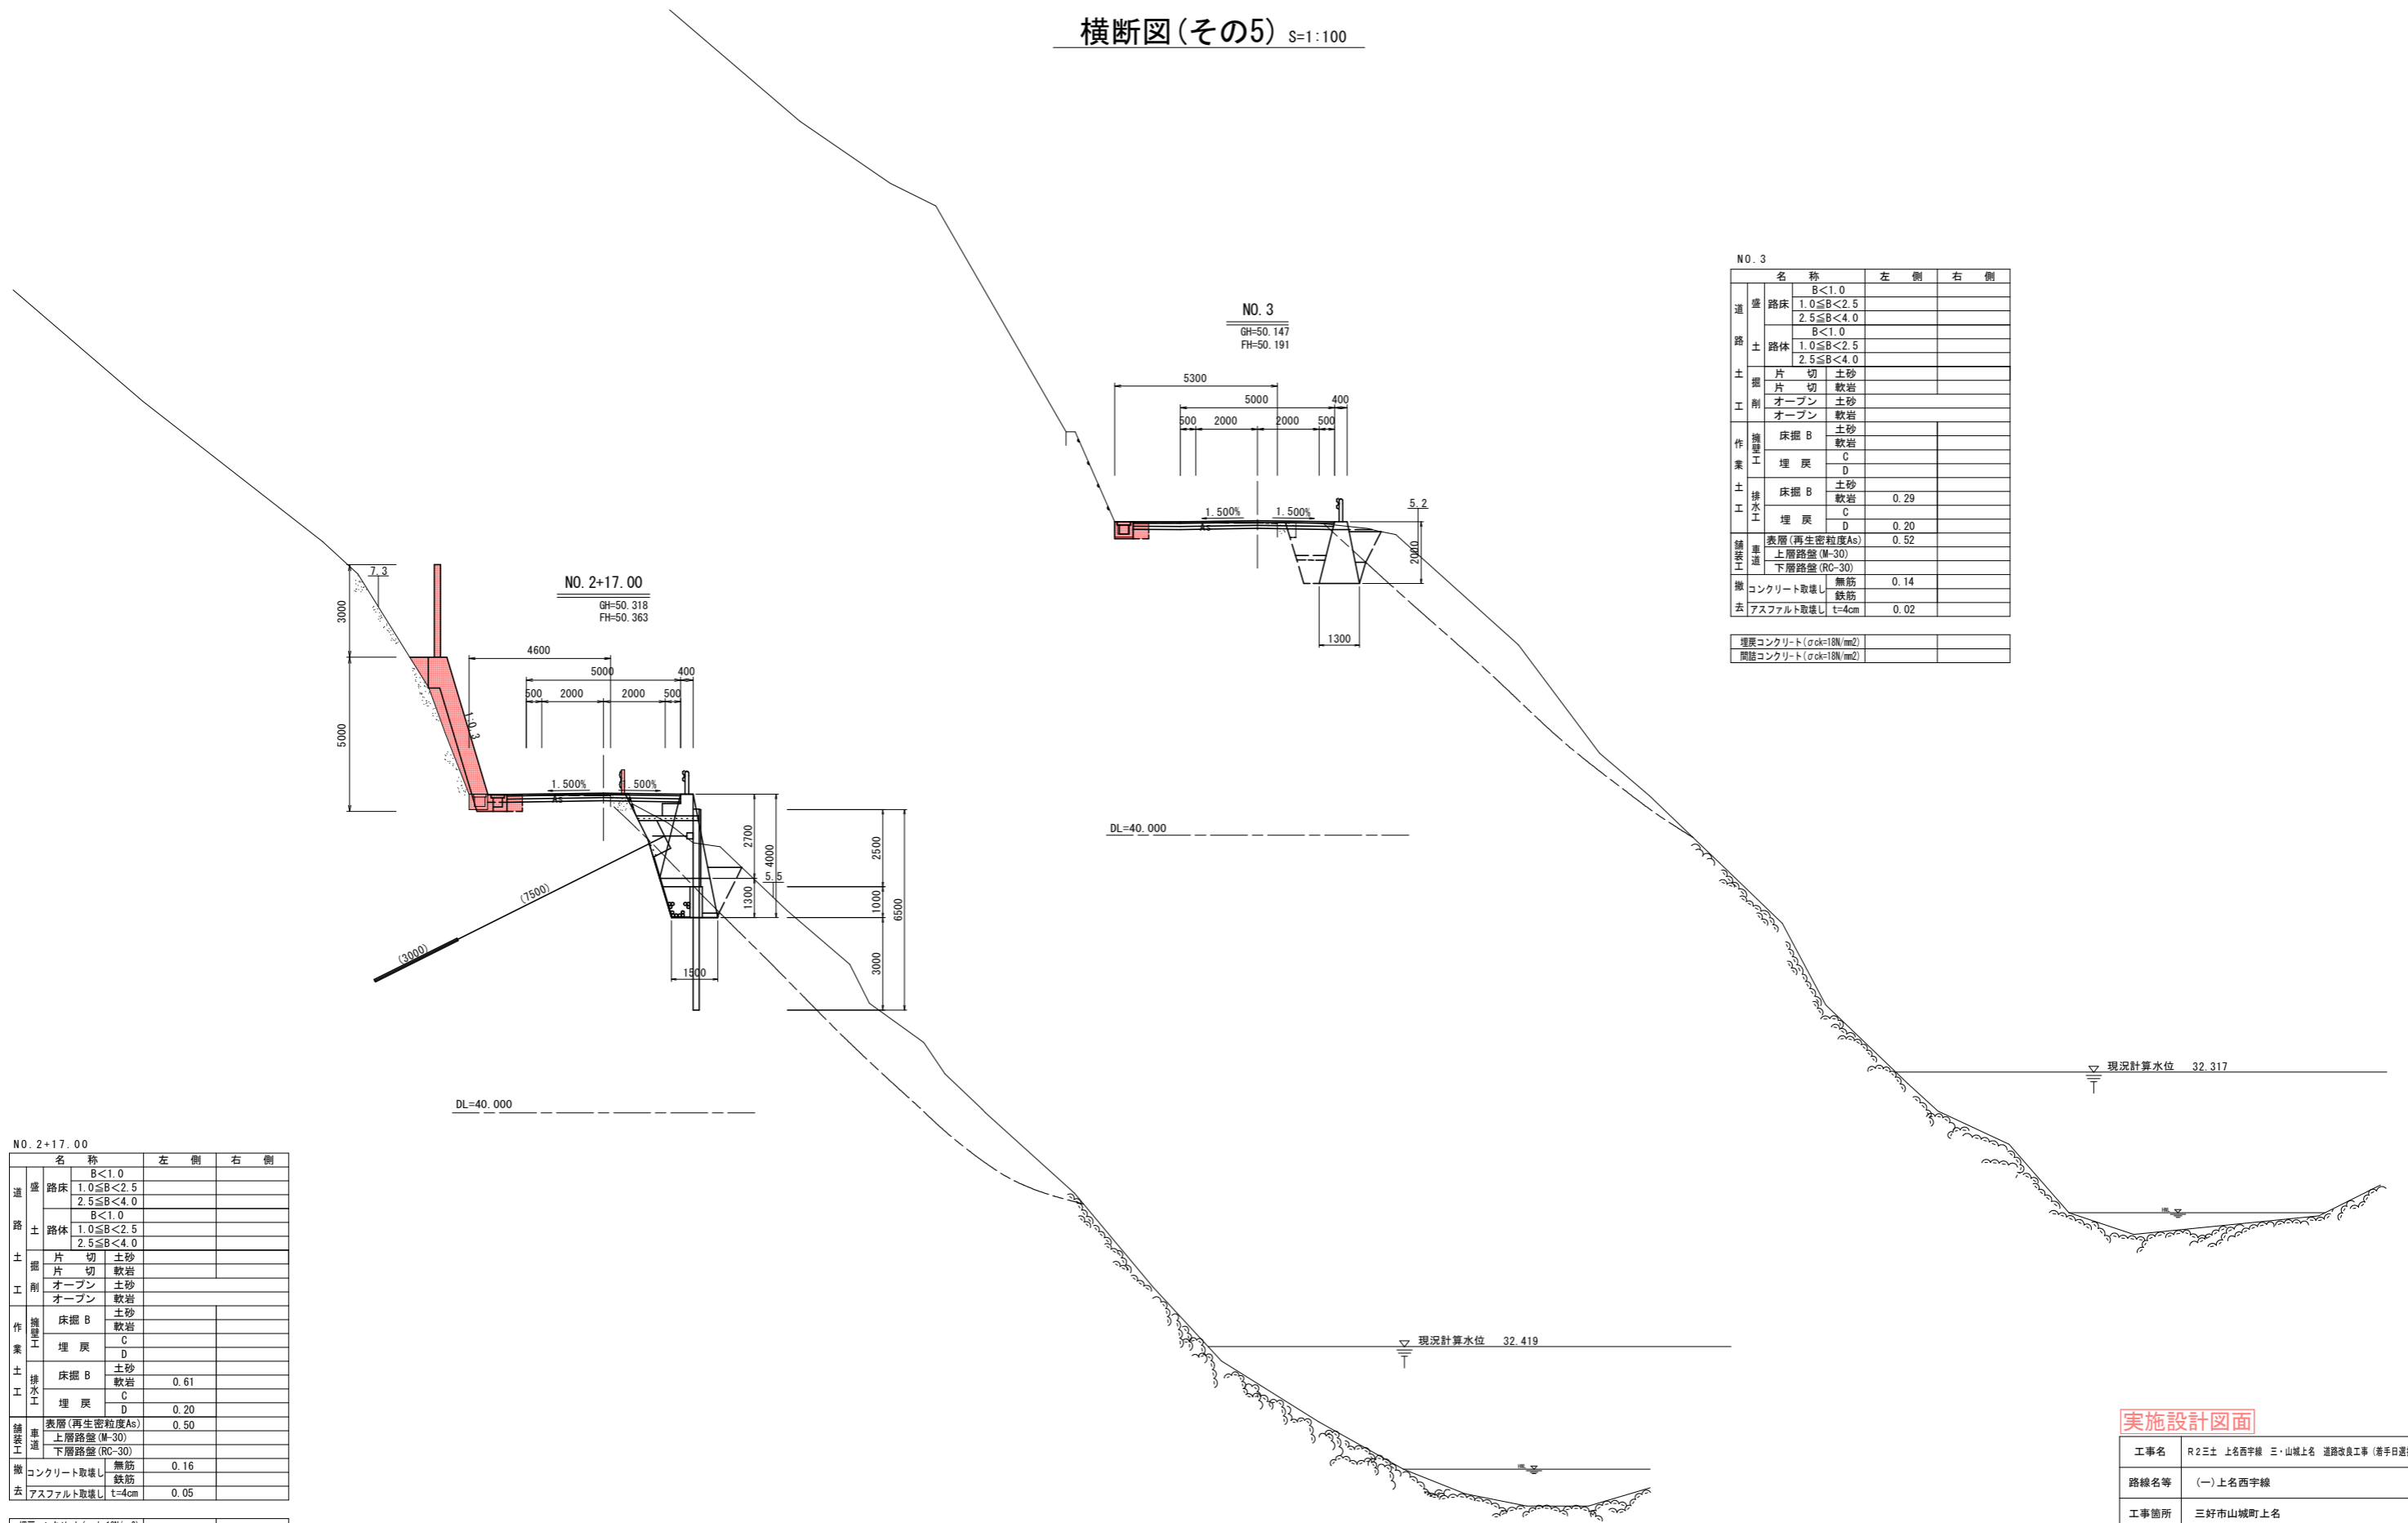 横断図(その5) S=1:100
NO.3
GH=50.147
FH=50.191
5300
5000 400
500 2000 2000 500
1.500% 1.500%
As
5.2
2000
1300
DL=40.000
現況計算水位 32.317
NO.2+17.00
GH=50.318
FH=50.363
7.3
3000
5000
1:0.3
4600
5000 400
500 2000 2000 500
1.500% .500%
As
2700
4000
1300
5.5
2500
1000
6500
3000
1500
(7500)
(3000)
DL=40.000
現況計算水位 32.419
NO.3
名称 左側 右側
道路土工 盛土 路床 B<1.0
1.0≦B<2.5
2.5≦B<4.0
路体 B<1.0
1.0≦B<2.5
2.5≦B<4.0
掘削 片切 土砂
片切 軟岩
オープン 土砂
オープン 軟岩
作業土工 擁壁工 床掘 B 土砂
軟岩
埋戻 C
D
排水工 床掘 B 土砂
軟岩 0.29
埋戻 C
D 0.20
舗装工 車道 表層(再生密粒度As) 0.52
上層路盤(M-30)
下層路盤(RC-30)
撤去 コンクリート取壊し 無筋 0.14
鉄筋
アスファルト取壊し t=4cm 0.02
埋戻コンクリート(σck=18N/mm2)
間詰コンクリート(σck=18N/mm2)
NO.2+17.00
名称 左側 右側
道路土工 盛土 路床 B<1.0
1.0≦B<2.5
2.5≦B<4.0
路体 B<1.0
1.0≦B<2.5
2.5≦B<4.0
掘削 片切 土砂
片切 軟岩
オープン 土砂
オープン 軟岩
作業土工 擁壁工 床掘 B 土砂
軟岩
埋戻 C
D
排水工 床掘 B 土砂
軟岩 0.61
埋戻 C
D 0.20
舗装工 車道 表層(再生密粒度As) 0.50
上層路盤(M-30)
下層路盤(RC-30)
撤去 コンクリート取壊し 無筋 0.16
鉄筋
アスファルト取壊し t=4cm 0.05
実施設計図面
工事名 R2三土 上名西宇線 三・山城上名 道路改良工事(着手日選
路線名等 (一)上名西宇線
工事箇所 三好市山城町上名